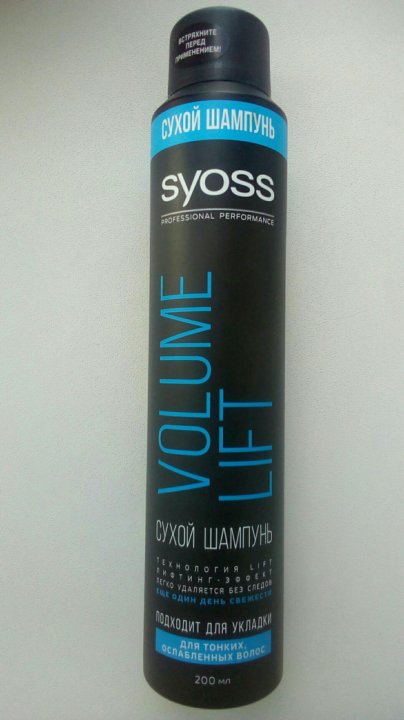 ВСТРЯХНИТЕ
ПЕРЕД
ПРИМЕНЕНИЕМ!
СУХОЙ ШАМПУНЬ
syoss
PROFESSIONAL PERFORMANCE
VOLUME
LIFT
СУХОЙ ШАМПУНЬ
ТЕХНОЛОГИЯ LIFT
ЛИФТИНГ-ЭФФЕКТ
ЛЕГКО УДАЛЯЕТСЯ БЕЗ СЛЕДОВ
ЕЩЕ ОДИН ДЕНЬ СВЕЖЕСТИ
ПОДХОДИТ ДЛЯ УКЛАДКИ
ДЛЯ ТОНКИХ,
ОСЛАБЛЕННЫХ ВОЛОС
200 мл